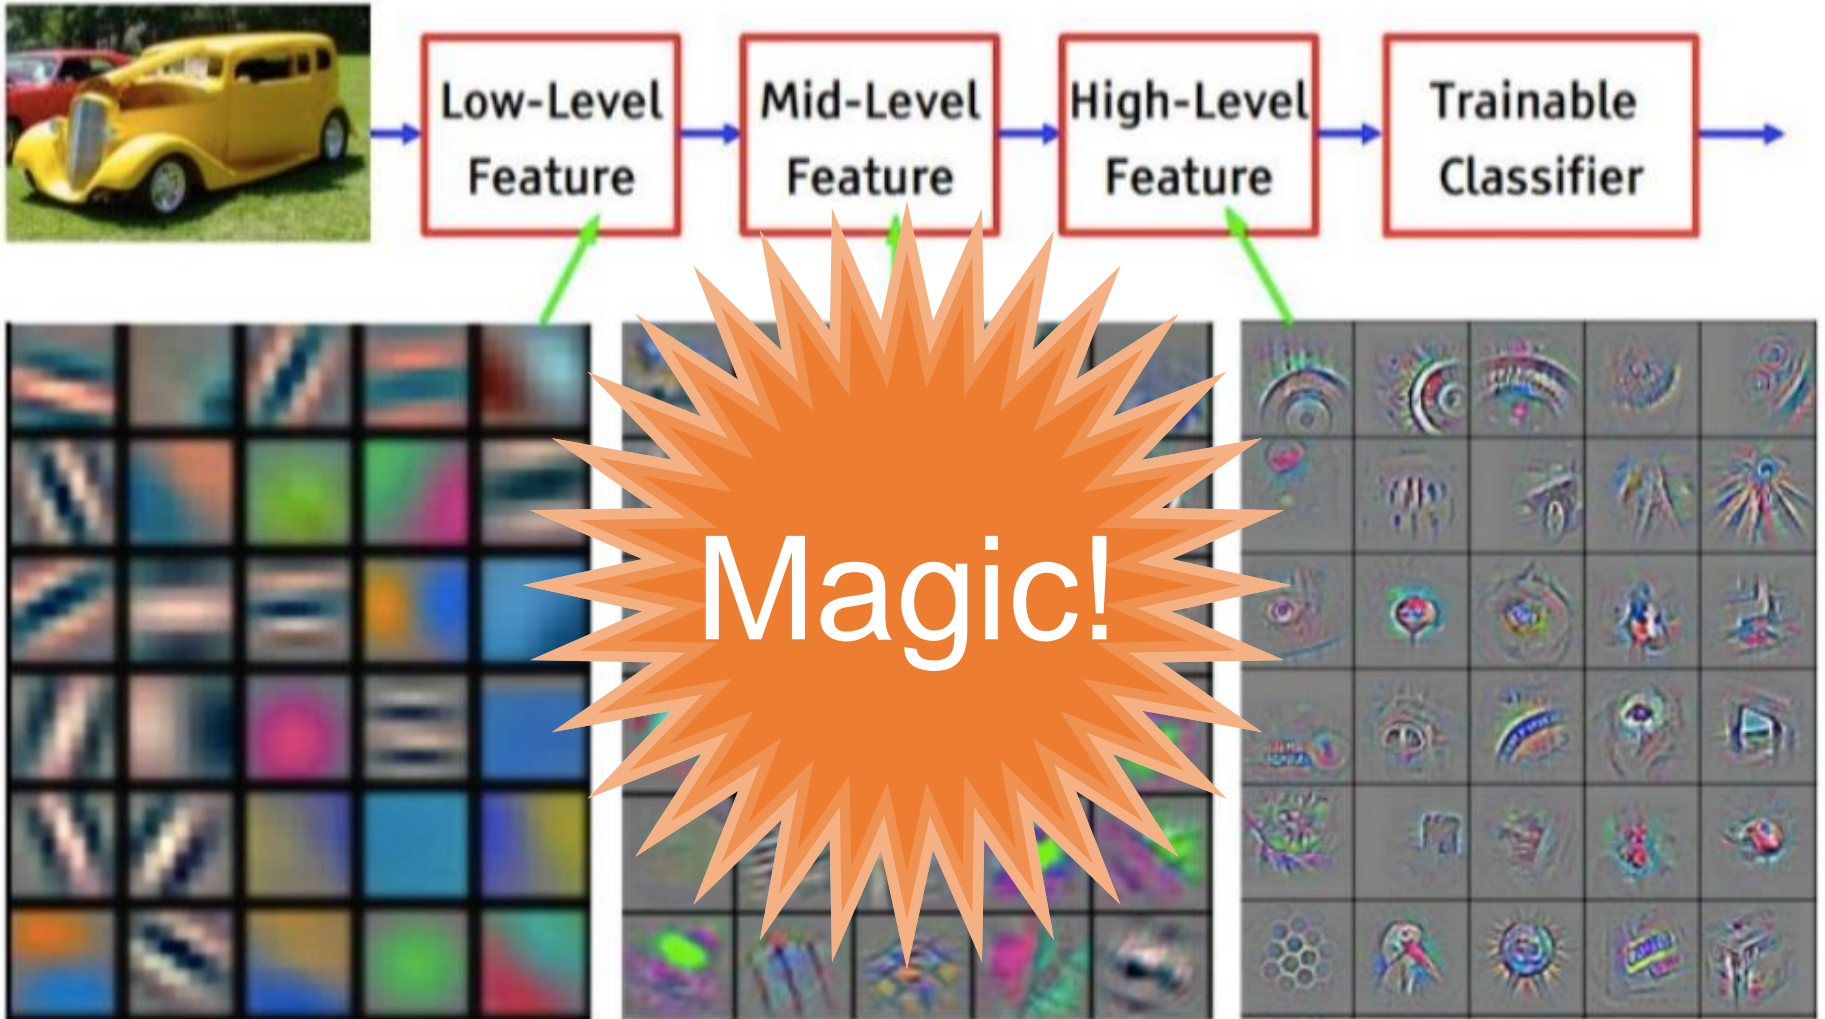 Low-Level
Feature
Mid-Level
Feature
High-Level
Feature
Trainable
Classifier
Magic!